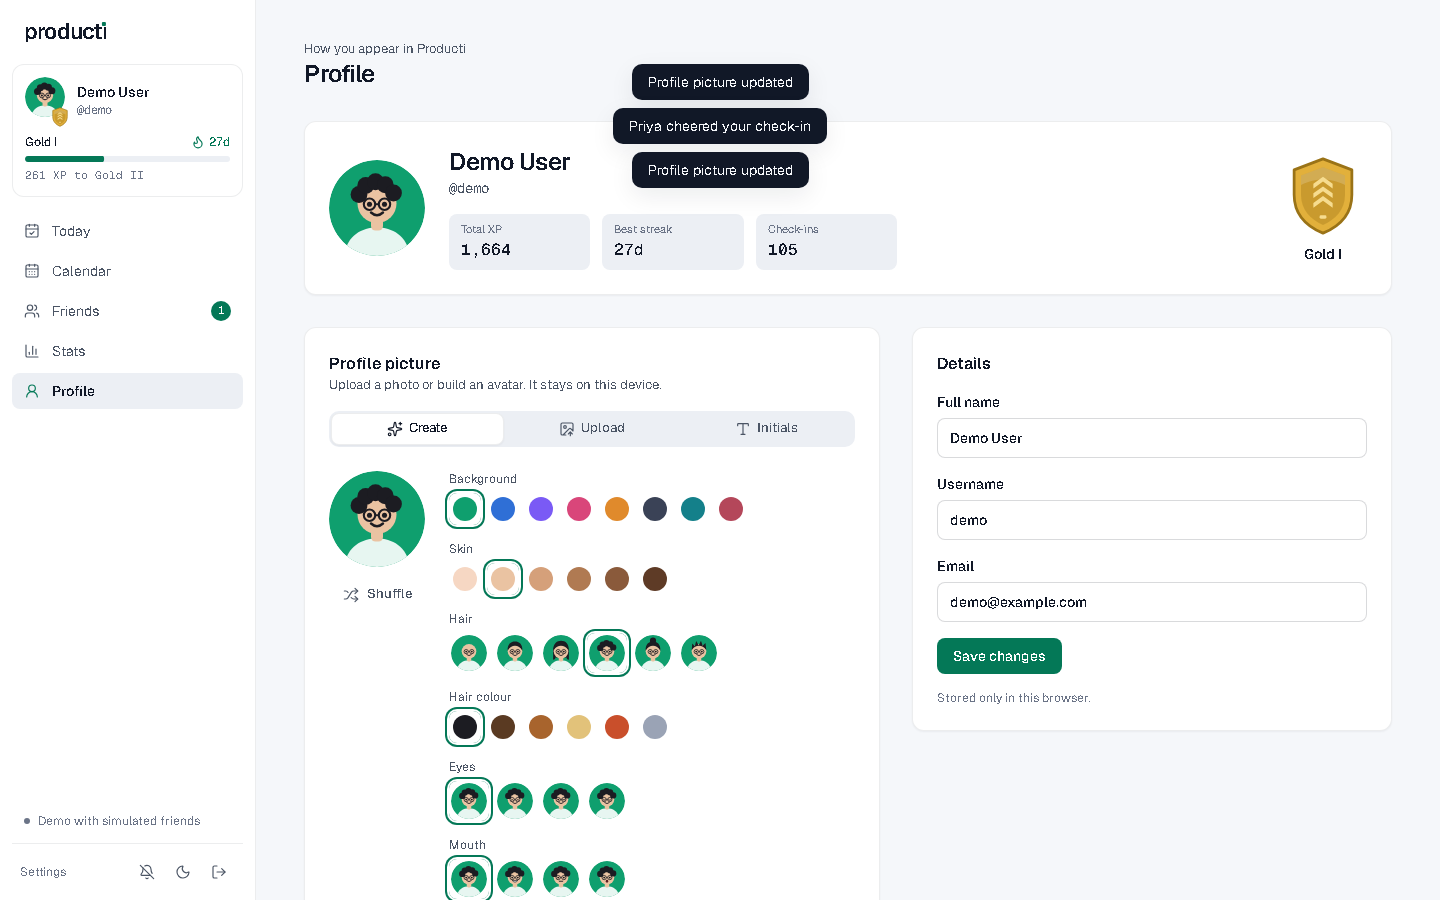 producti
Demo User
@demo
Gold I
27d
261 XP to Gold II
Today
Calendar
Friends
1
Stats
Profile
Demo with simulated friends
Settings
How you appear in Producti
Profile
Profile picture updated
Priya cheered your check-in
Profile picture updated
Demo User
@demo
Total XP
1,664
Best streak
27d
Check-ins
105
Gold I
Profile picture
Upload a photo or build an avatar. It stays on this device.
Create
Upload
Initials
Shuffle
Background
Skin
Hair
Hair colour
Eyes
Mouth
Details
Full name
Demo User
Username
demo
Email
demo@example.com
Save changes
Stored only in this browser.